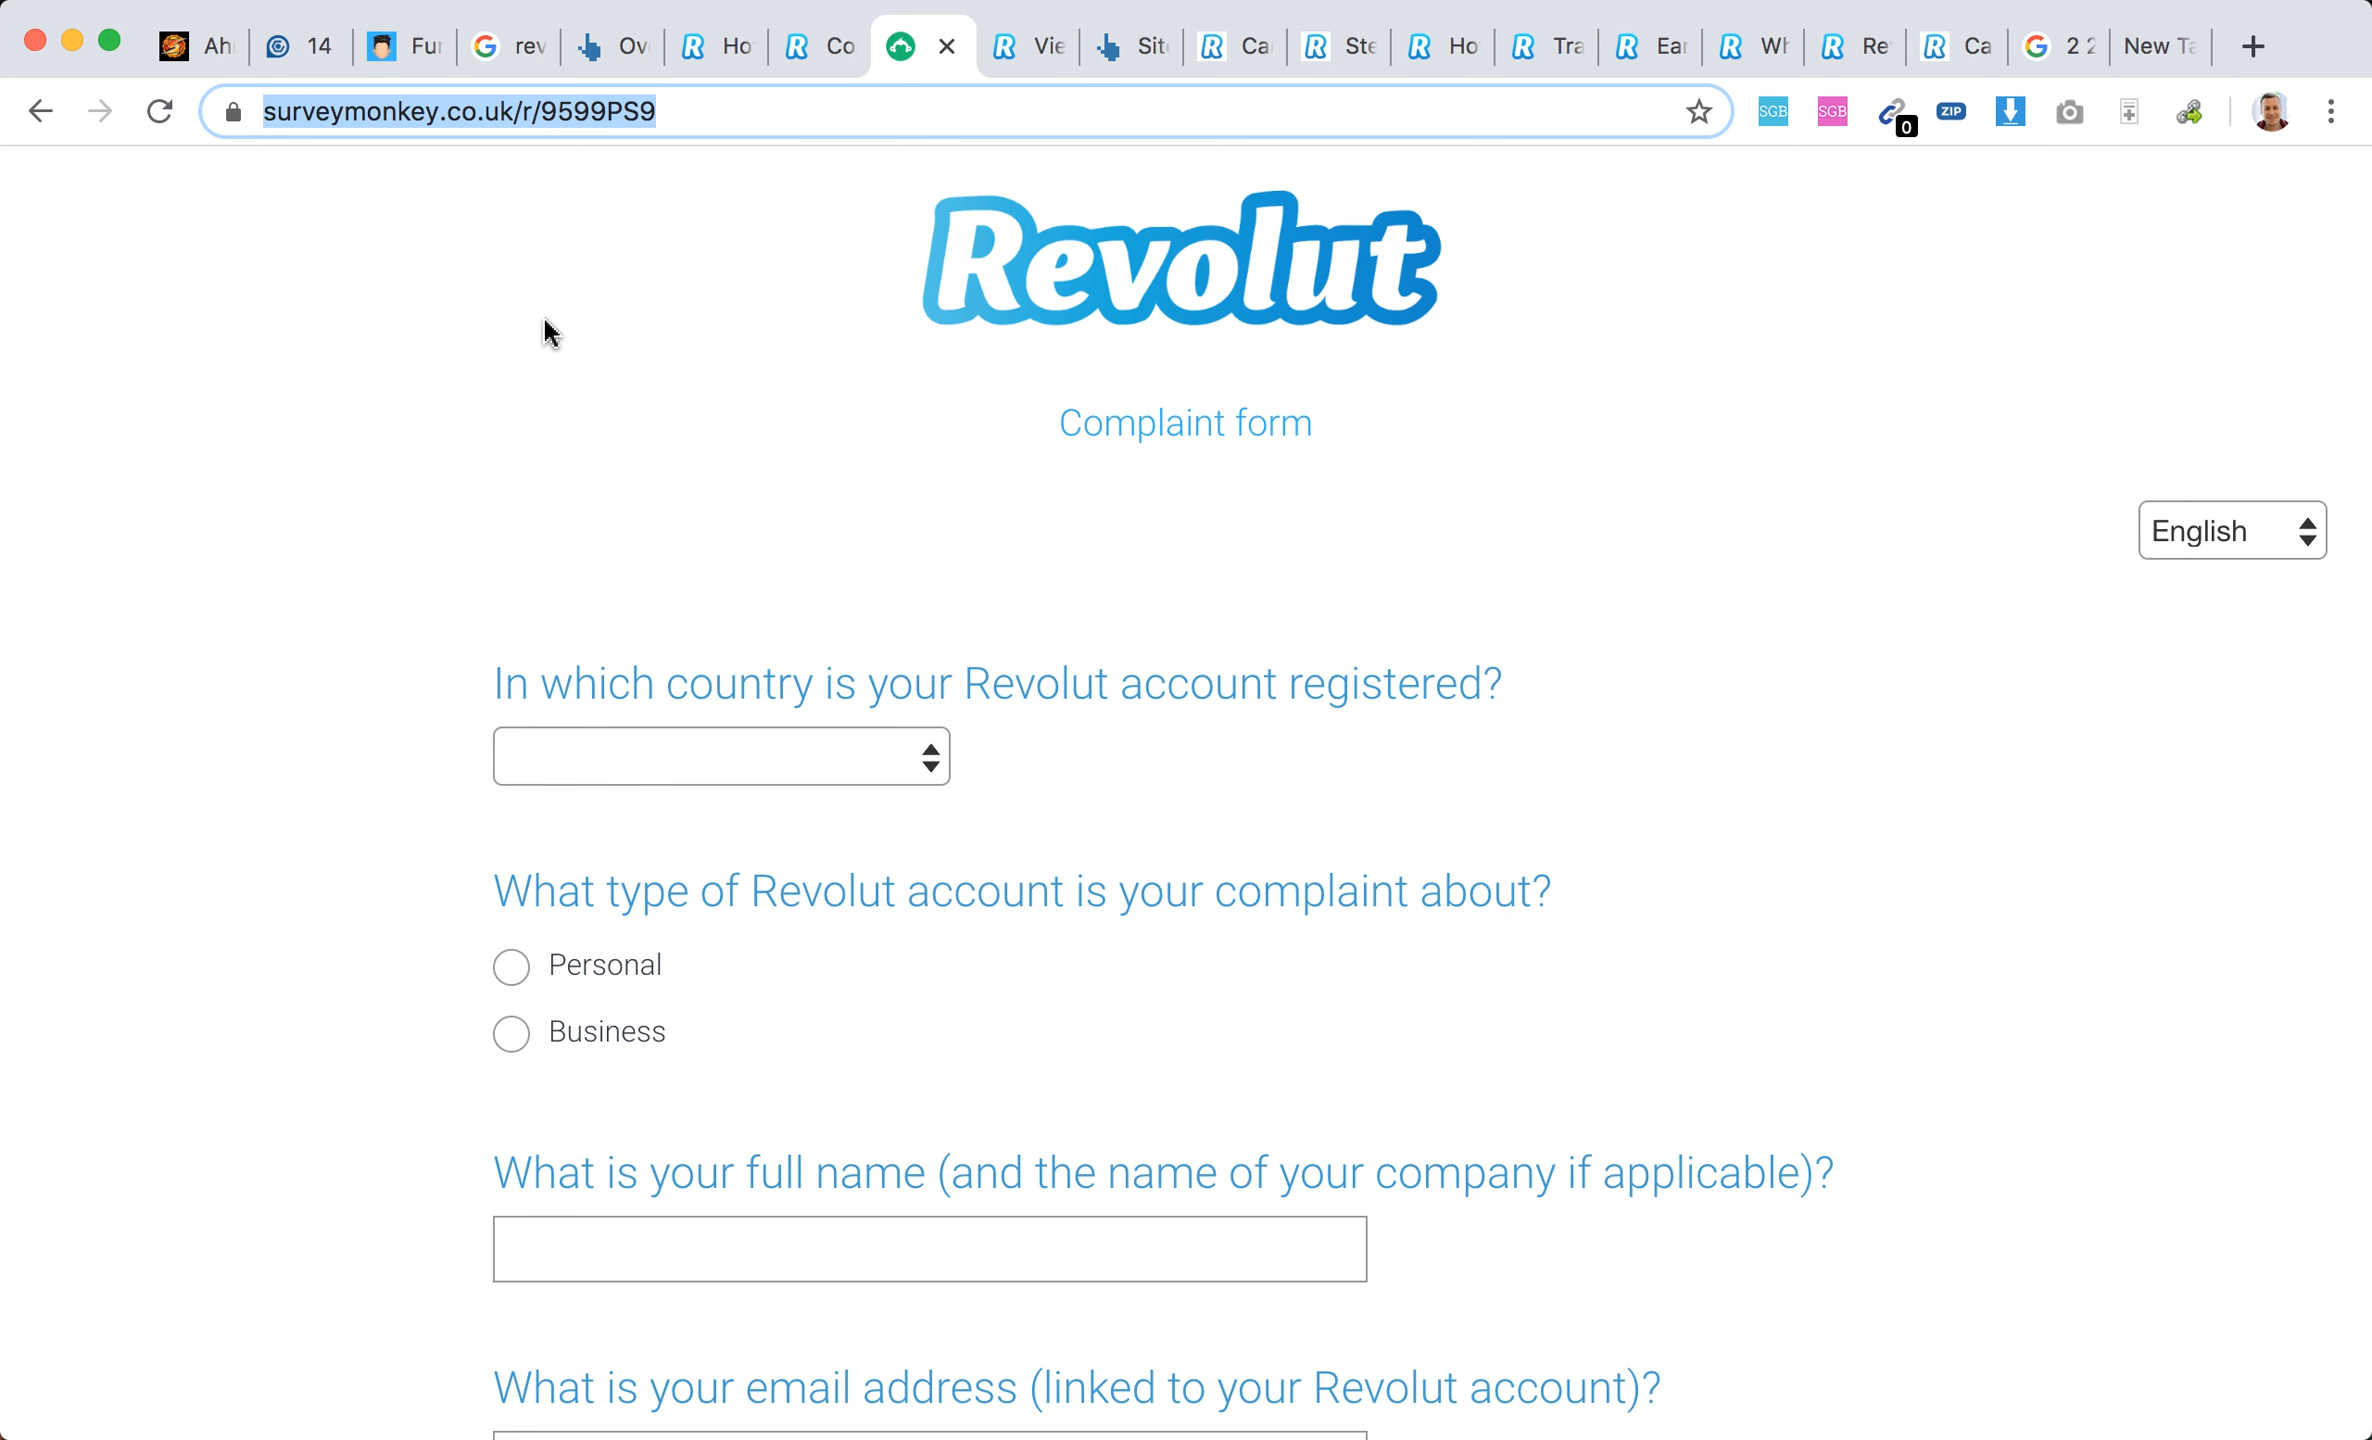 Ah 14 Fur rev Ov Ho Co Vie Sit Ca Ste Ho Tra Ear Wh Re Ca 2 2 New Ta
surveymonkey.co.uk/r/9599PS9 SGB SGB 0 ZIP
Revolut
Complaint form
English
In which country is your Revolut account registered?
What type of Revolut account is your complaint about?
Personal
Business
What is your full name (and the name of your company if applicable)?
What is your email address (linked to your Revolut account)?